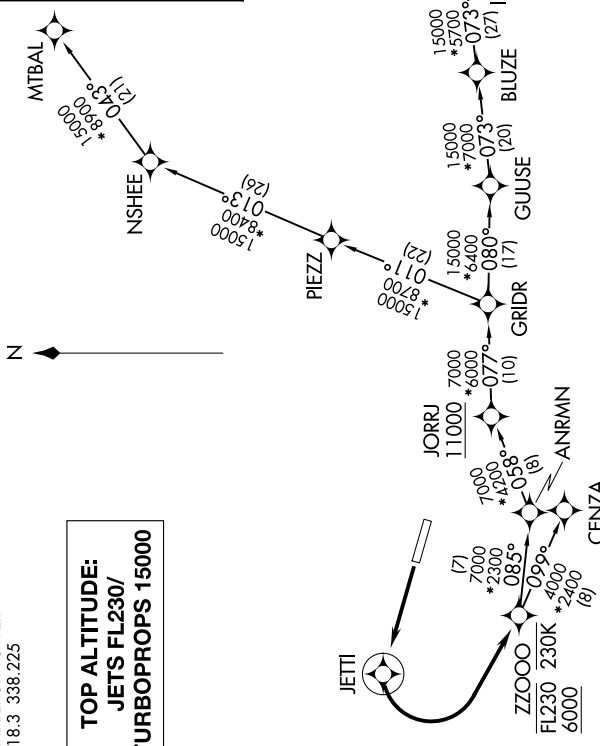 18.3 338.225
TOP ALTITUDE:
JETS FL230/
TURBOPROPS 15000
N
MTBAL
15000
*8900
043°
(21)
NSHEE
15000
*8400
013°
(26)
PIEZZ
15000
*8700
011°
(22)
15000
*5700
073°
(27)
BLUZE
15000
*7000
073°
(20)
GUUSE
15000
*6400
080°
(17)
GRIDR
7000
*6000
077°
(10)
JORRJ
11000
7000
*4200
058°
(8)
ANRMN
CENZA
(7)
7000
*2300
085°
099°
4000
*2400
(8)
JETTI
ZZOOO
FL230 230K
6000